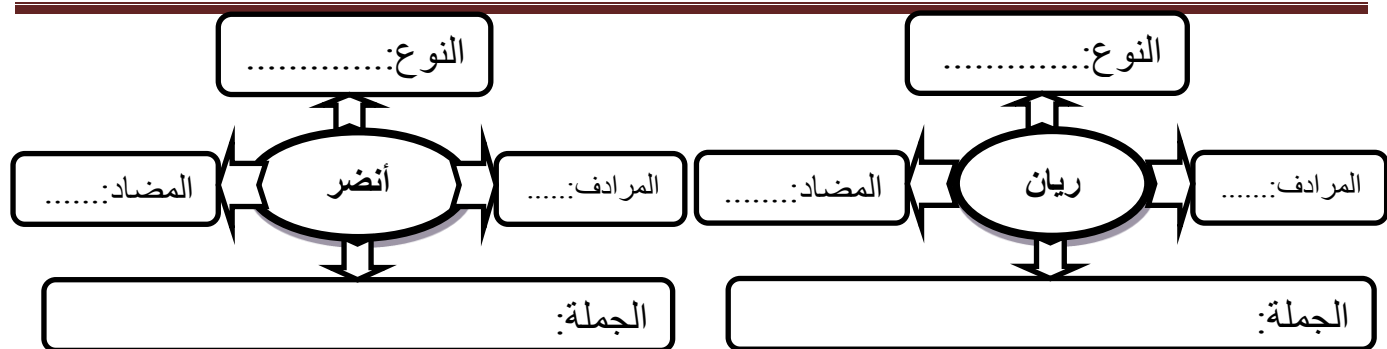 النوع:.............
المرادف:.......
ريان
المضاد:.......
الجملة:
النوع:.............
المرادف:.....
أنضر
المضاد:......
الجملة: